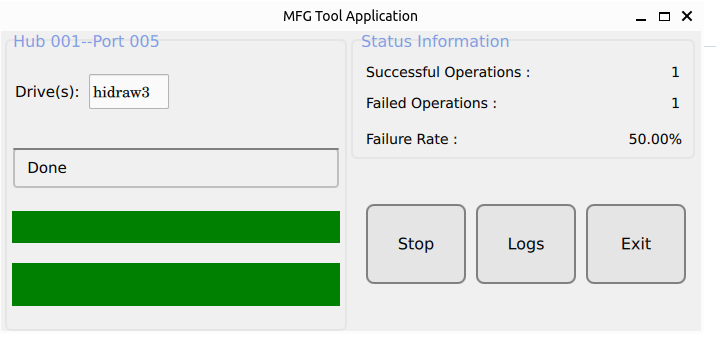 MFG Tool Application
Hub 001--Port 005
Drive(s): hidraw3
Done
Status Information
Successful Operations : 1
Failed Operations : 1
Failure Rate : 50.00%
Stop Logs Exit